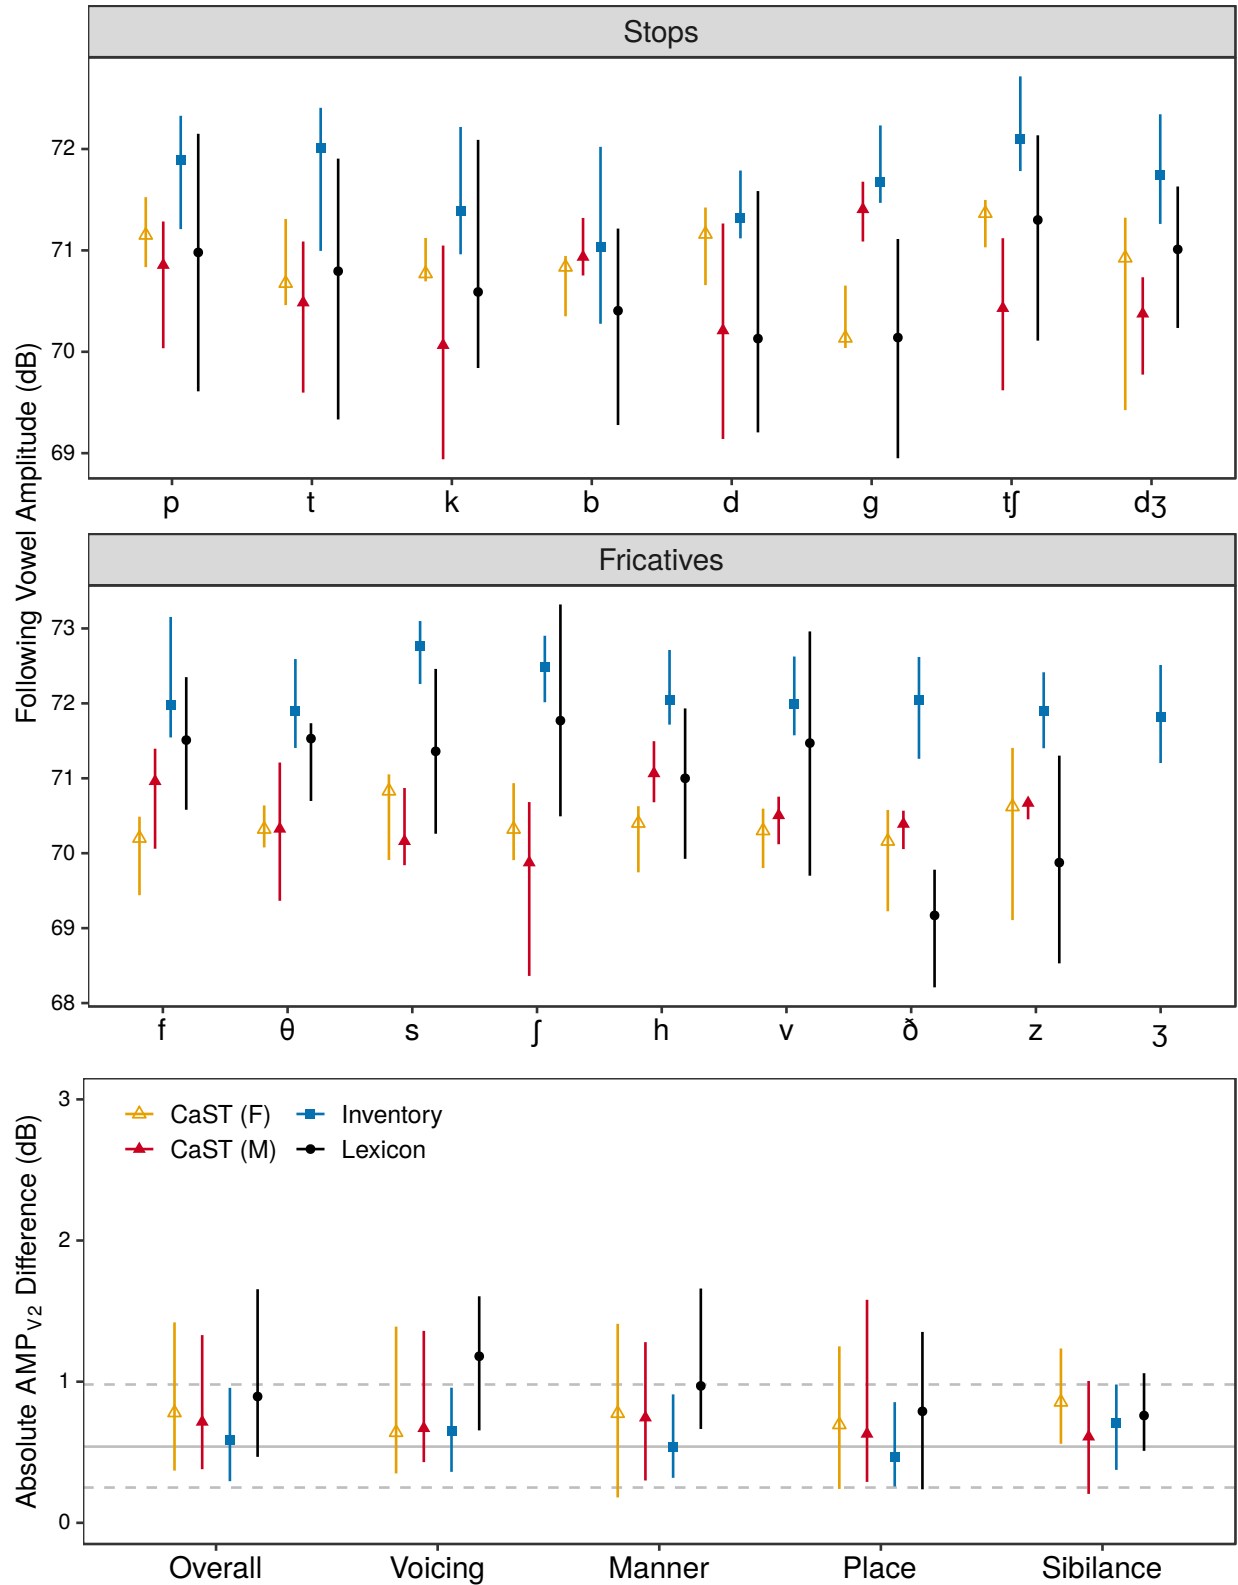 Stops
Following Vowel Amplitude (dB)
72
71
70
69
p t k b d g tʃ dʒ
Fricatives
73
72
71
70
69
68
f θ s ʃ h v ð z ʒ
Absolute AMPV2 Difference (dB)
3
2
1
0
CaST (F) Inventory
CaST (M) Lexicon
Overall Voicing Manner Place Sibilance